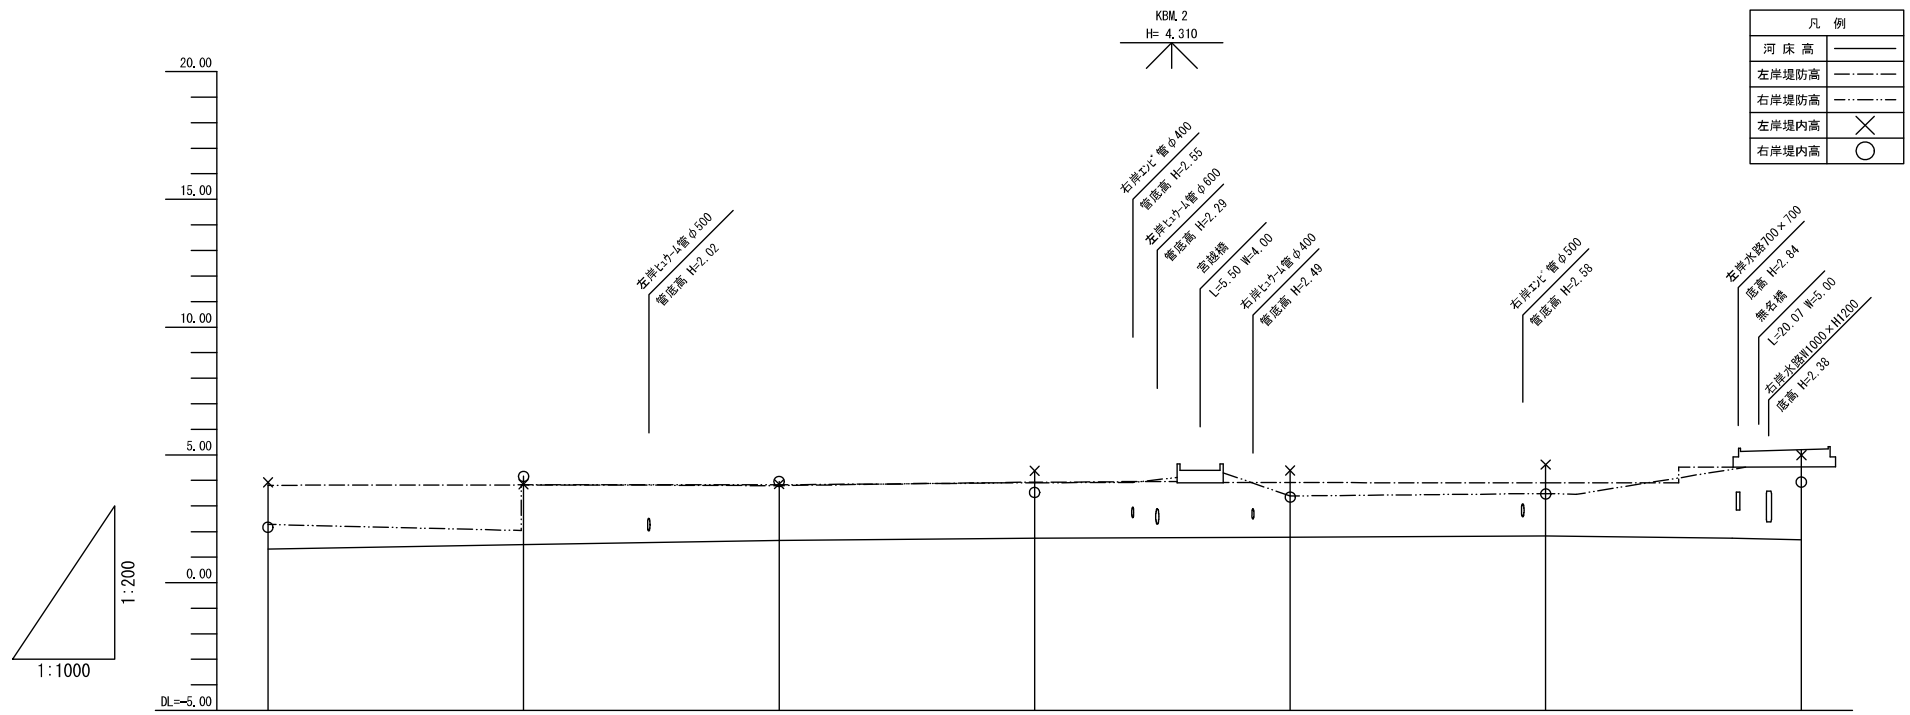 KBM.2
H= 4.310
凡 例
河 床 高
左岸堤防高
右岸堤防高
左岸堤内高
右岸堤内高
20.00
15.00
10.00
5.00
0.00
DL=-5.00
左岸ﾋｭｳｰﾑ管φ500
管底高 H=2.02
右岸ｴﾝﾋﾞ管φ400
管底高 H=2.55
左岸ﾋｭｳｰﾑ管φ600
管底高 H=2.29
宮越橋
L=5.50 W=4.00
右岸ﾋｭｳｰﾑ管φ400
管底高 H=2.49
右岸ｴﾝﾋﾞ管φ500
管底高 H=2.58
左岸水路700×700
底高 H=2.84
無名橋
L=20.07 W=5.00
右岸水路W1000×H1200
底高 H=2.38
1:200
1:1000